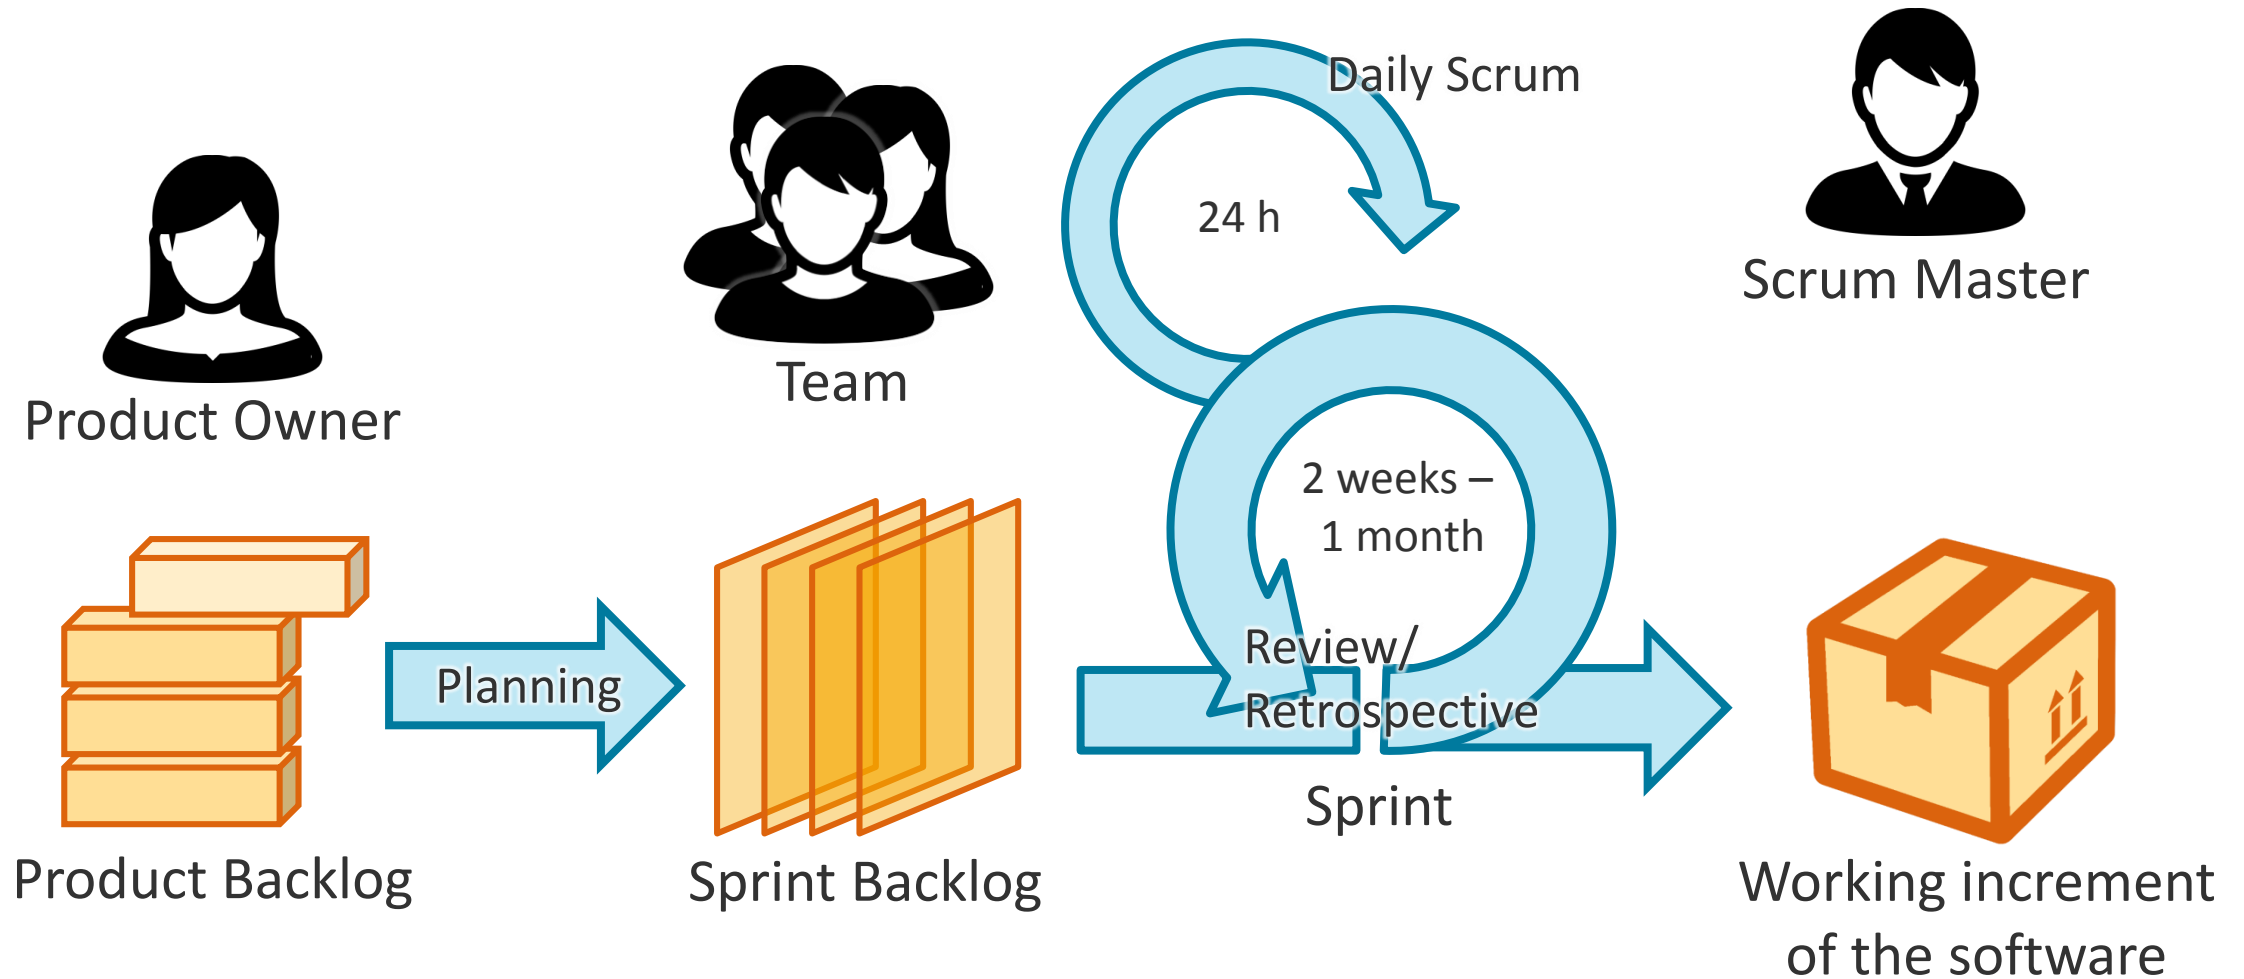 Daily Scrum
24 h
Scrum Master
Team
Product Owner
2 weeks –
1 month
Planning
Review/
Retrospective
Sprint
Product Backlog
Sprint Backlog
Working increment
of the software